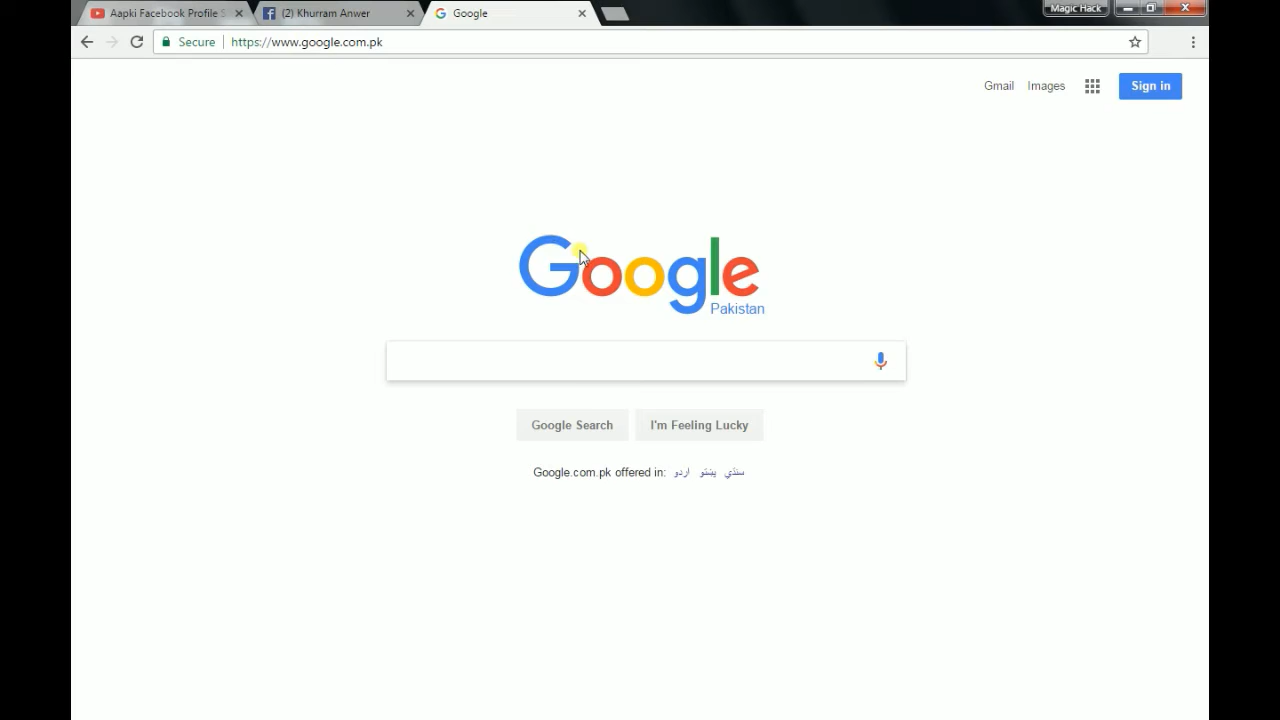 Aapki Facebook Profile
(2) Khurram Anwer
Google
Magic Hack
Secure
https://www.google.com.pk
Gmail
Images
Sign in
Google
Pakistan
Google Search
I'm Feeling Lucky
Google.com.pk offered in: اردو پښتو سنڌي